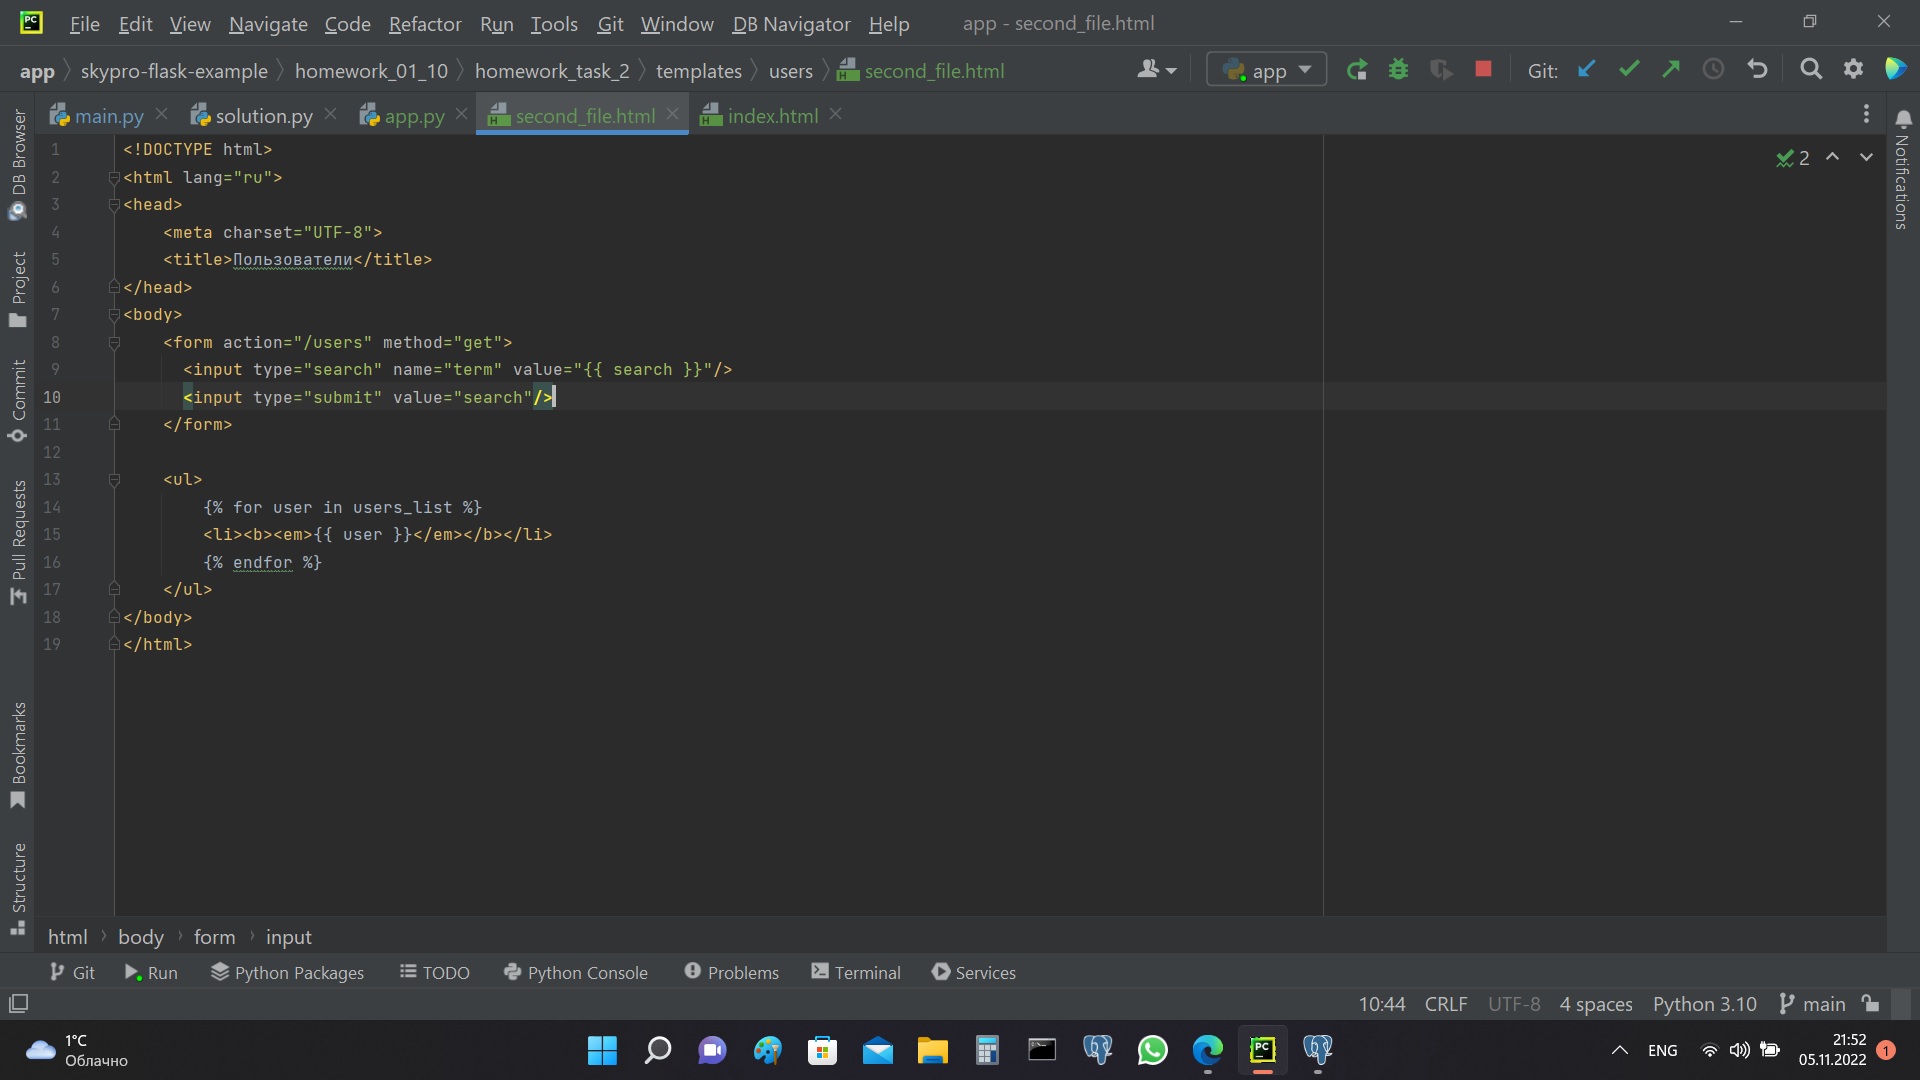 File Edit View Navigate Code Refactor Run Tools Git Window DB Navigator Help app - second_file.html
app skypro-flask-example homework_01_10 homework_task_2 templates users second_file.html app Git:
main.py solution.py app.py second_file.html index.html
DB Browser
Project
Commit
Pull Requests
Bookmarks
Structure
Notifications
2
1 <!DOCTYPE html>
2 <html lang="ru">
3 <head>
4 <meta charset="UTF-8">
5 <title>Пользователи</title>
6 </head>
7 <body>
8 <form action="/users" method="get">
9 <input type="search" name="term" value="{{ search }}"/>
10 <input type="submit" value="search"/>
11 </form>
12
13 <ul>
14 {% for user in users_list %}
15 <li><b><em>{{ user }}</em></b></li>
16 {% endfor %}
17 </ul>
18 </body>
19 </html>
html body form input
Git Run Python Packages TODO Python Console Problems Terminal Services
10:44 CRLF UTF-8 4 spaces Python 3.10 main
1°C
Облачно
ENG
21:52
05.11.2022
1